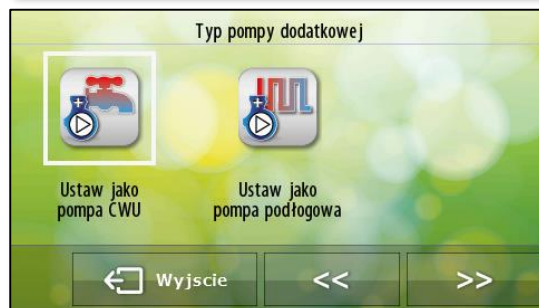 Typ pompy dodatkowej
Ustaw jako
pompa CWU
Ustaw jako
pompa podłogowa
Wyjscie
<<
>>